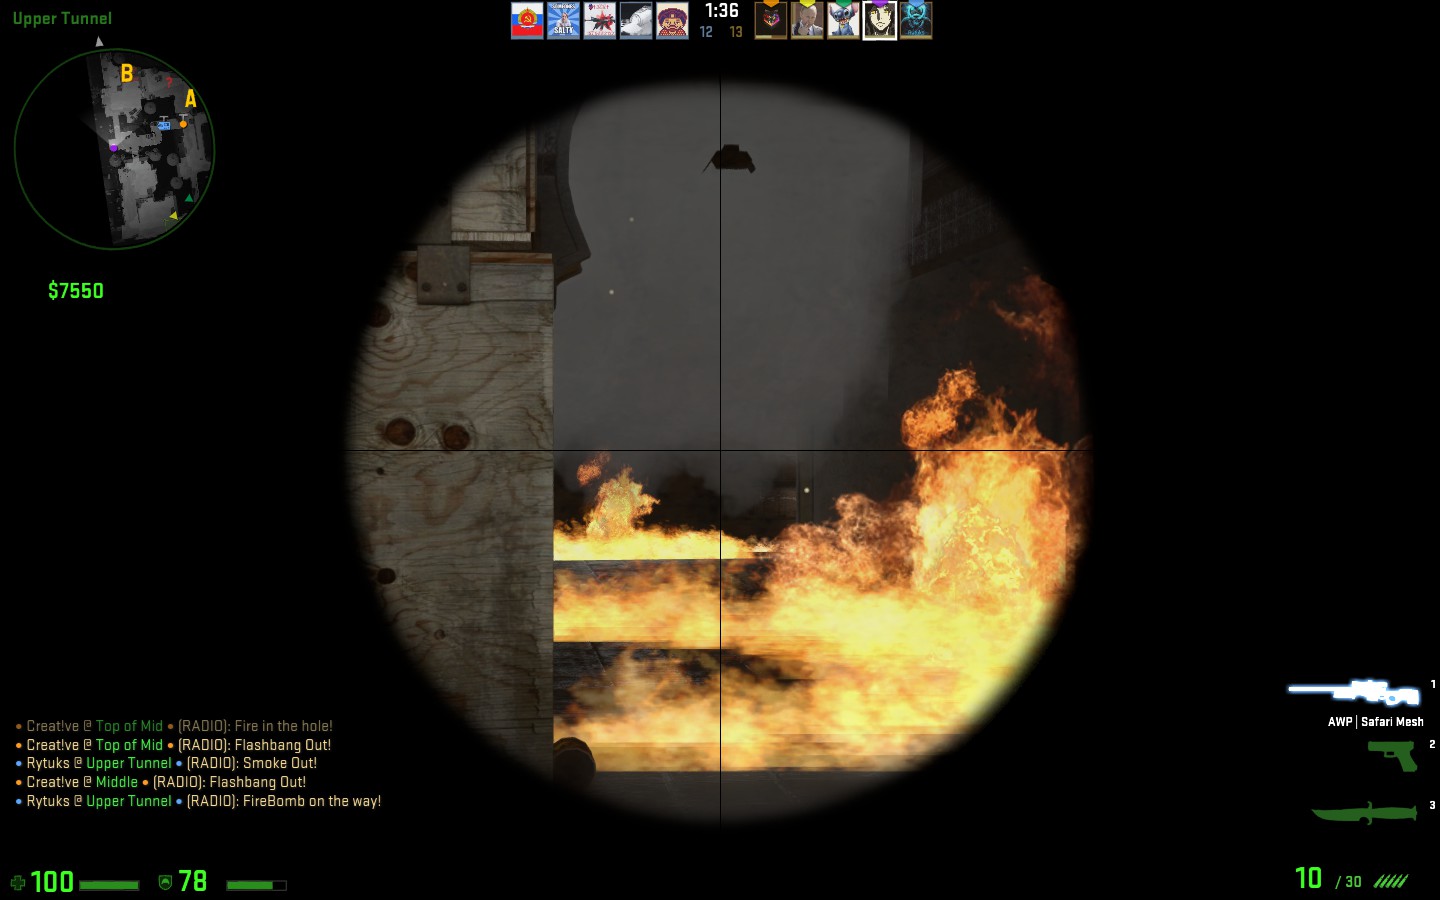 Upper Tunnel
1:36
12 13
B
A
?
$7550
SALTY
• Creat!ve @ Top of Mid • (RADIO): Fire in the hole!
• Creat!ve @ Top of Mid • (RADIO): Flashbang Out!
• Rytuks @ Upper Tunnel • (RADIO): Smoke Out!
• Creat!ve @ Middle • (RADIO): Flashbang Out!
• Rytuks @ Upper Tunnel • (RADIO): FireBomb on the way!
1
AWP | Safari Mesh
2
3
100 78
10 / 30